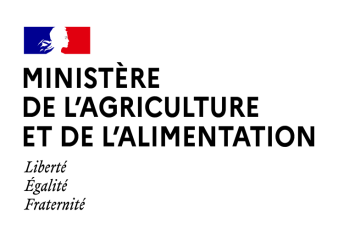 MINISTÈRE
DE L'AGRICULTURE
ET DE L'ALIMENTATION
Liberté
Égalité
Fraternité